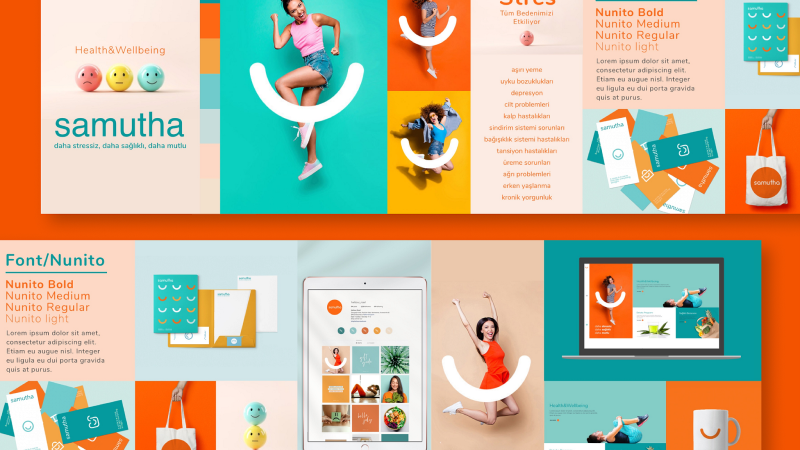 Health&Wellbeing
samutha
daha stressiz, daha sağlıklı, daha mutlu
Stres
Tüm Bedenimizi
Etkiliyor
aşırı yeme
uyku bozuklukları
depresyon
cilt problemleri
kalp hastalıkları
sindirim sistemi sorunları
bağışıklık sistemi hastalıkları
tansiyon hastalıkları
üreme sorunları
ağrı problemleri
erken yaşlanma
kronik yorgunluk
Nunito Bold
Nunito Medium
Nunito Regular
Nunito light
Lorem ipsum dolor sit amet,
consectetur adipiscing elit.
Etiam eu augue nisl. Integer
eu ligula eu dui porta gravida
quis at purus.
samutha
samutha
samutha
samutha
Font/Nunito
Nunito Bold
Nunito Medium
Nunito Regular
Nunito light
Lorem ipsum dolor sit amet,
consectetur adipiscing elit.
Etiam eu augue nisl. Integer
eu ligula eu dui porta gravida
quis at purus.
samutha
samutha
samutha
samutha
samutha
samutha
Health&Wellbeing